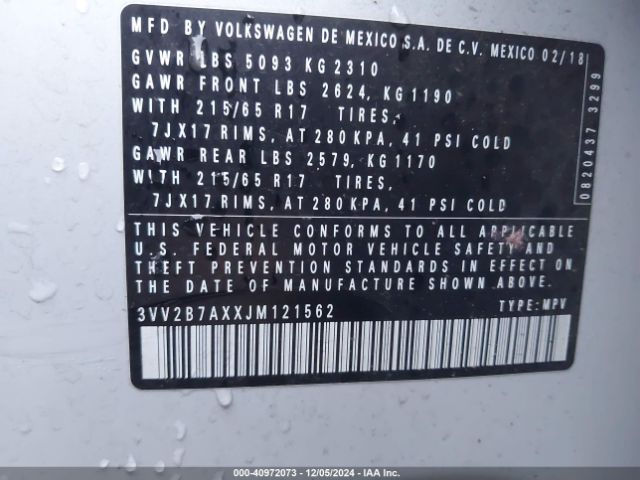 MFD BY VOLKSWAGEN DE MEXICO S.A. DE C.V. MEXICO 02/18
GVWR LBS 5093 KG 2310
GAWR FRONT LBS 2624, KG 1190
WITH 215/65 R17 TIRES,
7JX17 RIMS, AT 280 KPA, 41 PSI COLD
GAWR REAR LBS 2579, KG 1170
WITH 215/65 R17 TIRES,
7JX17 RIMS, AT 280 KPA, 41 PSI COLD
0820437 3299
THIS VEHICLE CONFORMS TO ALL APPLICABLE
U.S. FEDERAL MOTOR VEHICLE SAFETY AND
THEFT PREVENTION STANDARDS IN EFFECT ON
THE DATE OF MANUFACTURE SHOWN ABOVE.
3VV2B7AXXJM121562 TYPE: MPV
000-40972073 - 12/05/2024 - IAA Inc.